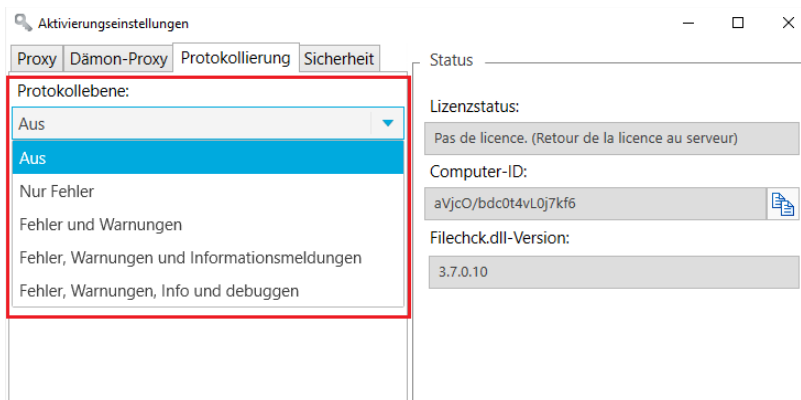 Aktivierungseinstellungen
Proxy Dämon-Proxy Protokollierung Sicherheit
Protokollebene:
Aus
Aus
Nur Fehler
Fehler und Warnungen
Fehler, Warnungen und Informationsmeldungen
Fehler, Warnungen, Info und debuggen
Status
Lizenzstatus:
Pas de licence. (Retour de la licence au serveur)
Computer-ID:
aVjcO/bdc0t4vL0j7kf6
Filechck.dll-Version:
3.7.0.10